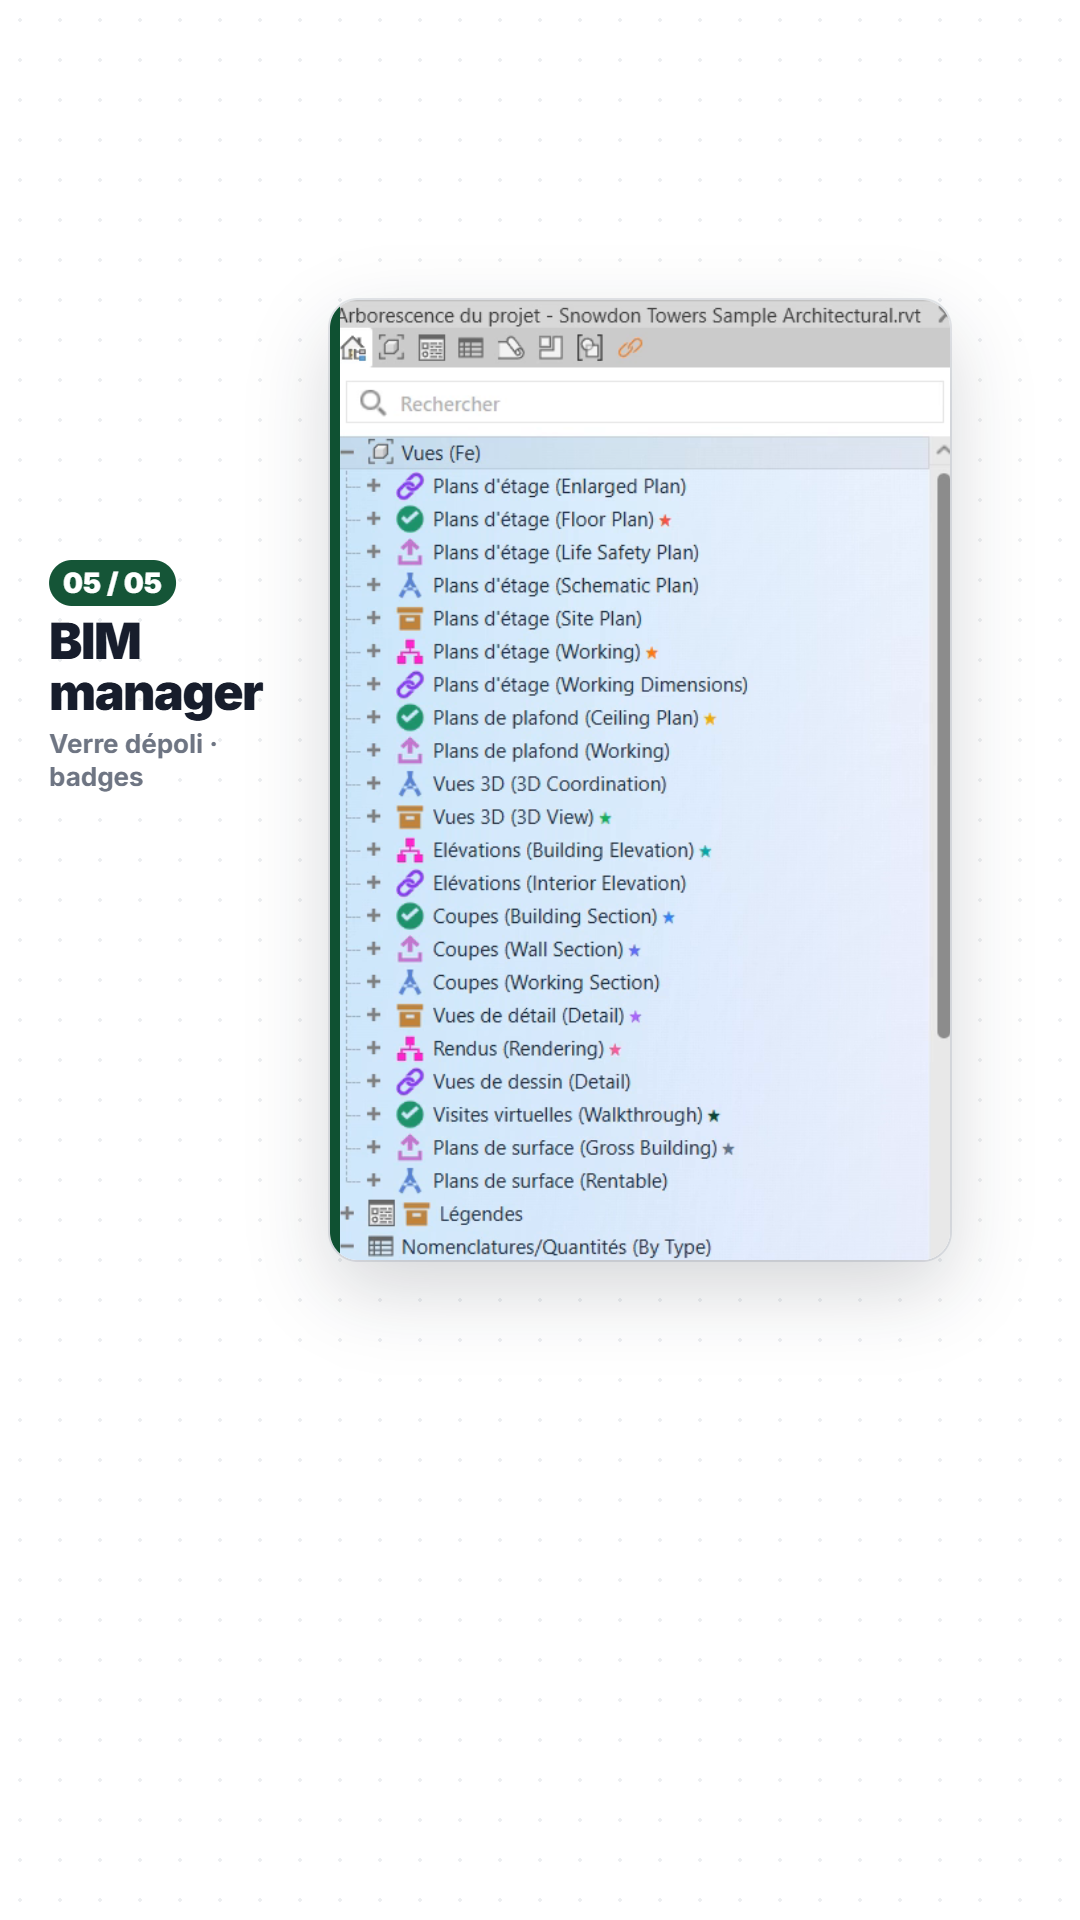 05 / 05
BIM
manager
Verre dépoli ·
badges
Arborescence du projet - Snowdon Towers Sample Architectural.rvt
Rechercher
Vues (Fe)
Plans d'étage (Enlarged Plan)
Plans d'étage (Floor Plan)
Plans d'étage (Life Safety Plan)
Plans d'étage (Schematic Plan)
Plans d'étage (Site Plan)
Plans d'étage (Working)
Plans d'étage (Working Dimensions)
Plans de plafond (Ceiling Plan)
Plans de plafond (Working)
Vues 3D (3D Coordination)
Vues 3D (3D View)
Elévations (Building Elevation)
Elévations (Interior Elevation)
Coupes (Building Section)
Coupes (Wall Section)
Coupes (Working Section)
Vues de détail (Detail)
Rendus (Rendering)
Vues de dessin (Detail)
Visites virtuelles (Walkthrough)
Plans de surface (Gross Building)
Plans de surface (Rentable)
Légendes
Nomenclatures/Quantités (By Type)